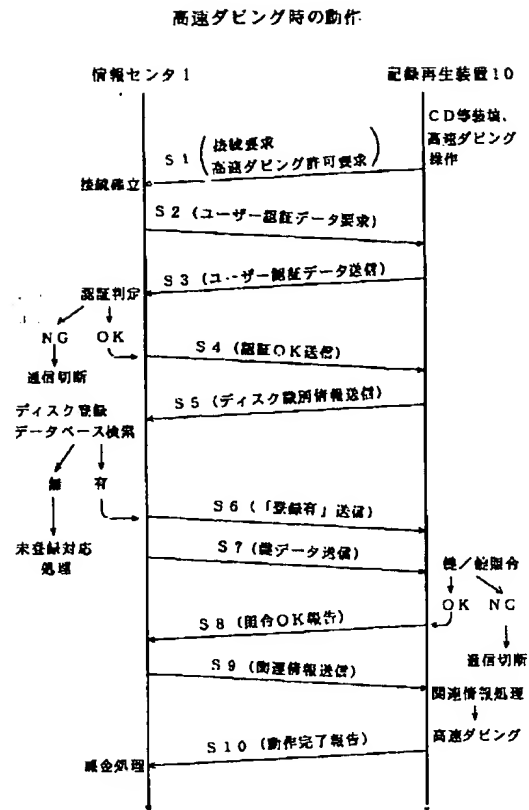 高速ダビング時の動作
情報センタ1
記録再生装置10
CD等装填、
高速ダビング
操作
S1
接続要求
高速ダビング許可要求
接続確立
S2 (ユーザー認証データ要求)
S3 (ユーザー認証データ送信)
認証判定
NG OK
S4 (認証OK送信)
通信切断
S5 (ディスク識別情報送信)
ディスク登録
データベース検索
無 有
S6 (「登録有」送信)
未登録対応
処理
S7 (鍵データ送信)
鍵/錠照合
OK NG
S8 (照合OK報告)
通信切断
S9 (関連情報送信)
関連情報処理
高速ダビング
S10 (動作完了報告)
課金処理